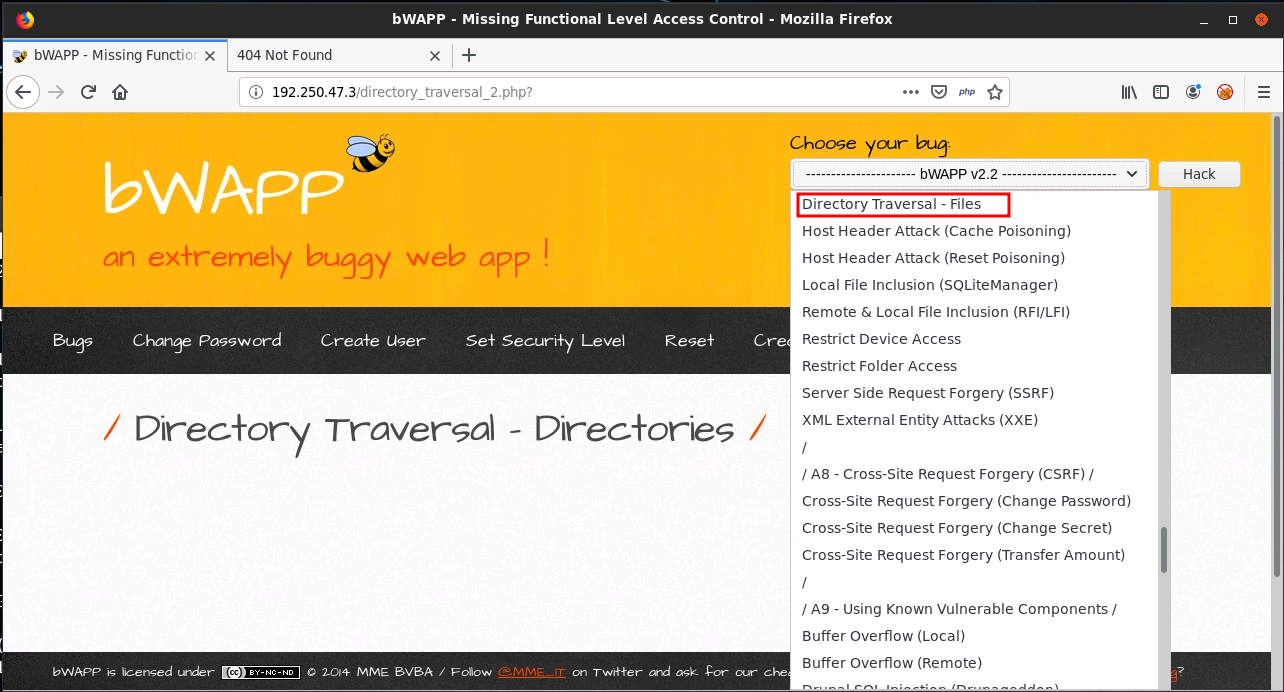 bWAPP - Missing Functional Level Access Control - Mozilla Firefox
bWAPP - Missing Function
404 Not Found
192.250.47.3/directory_traversal_2.php?
php
Choose your bug:
bWAPP
---------------------- bWAPP v2.2 -----------------------
Hack
an extremely buggy web app !
Directory Traversal - Files
Host Header Attack (Cache Poisoning)
Host Header Attack (Reset Poisoning)
Local File Inclusion (SQLiteManager)
Remote & Local File Inclusion (RFI/LFI)
Restrict Device Access
Restrict Folder Access
Server Side Request Forgery (SSRF)
XML External Entity Attacks (XXE)
/
/ A8 - Cross-Site Request Forgery (CSRF) /
Cross-Site Request Forgery (Change Password)
Cross-Site Request Forgery (Change Secret)
Cross-Site Request Forgery (Transfer Amount)
/
/ A9 - Using Known Vulnerable Components /
Buffer Overflow (Local)
Buffer Overflow (Remote)
Drupal SQL Injection (Drupageddon)
Bugs Change Password Create User Set Security Level Reset
/ Directory Traversal - Directories /
bWAPP is licensed under (cc) BY-NC-ND © 2014 MME BVBA / Follow @MME_IT on Twitter and ask for our